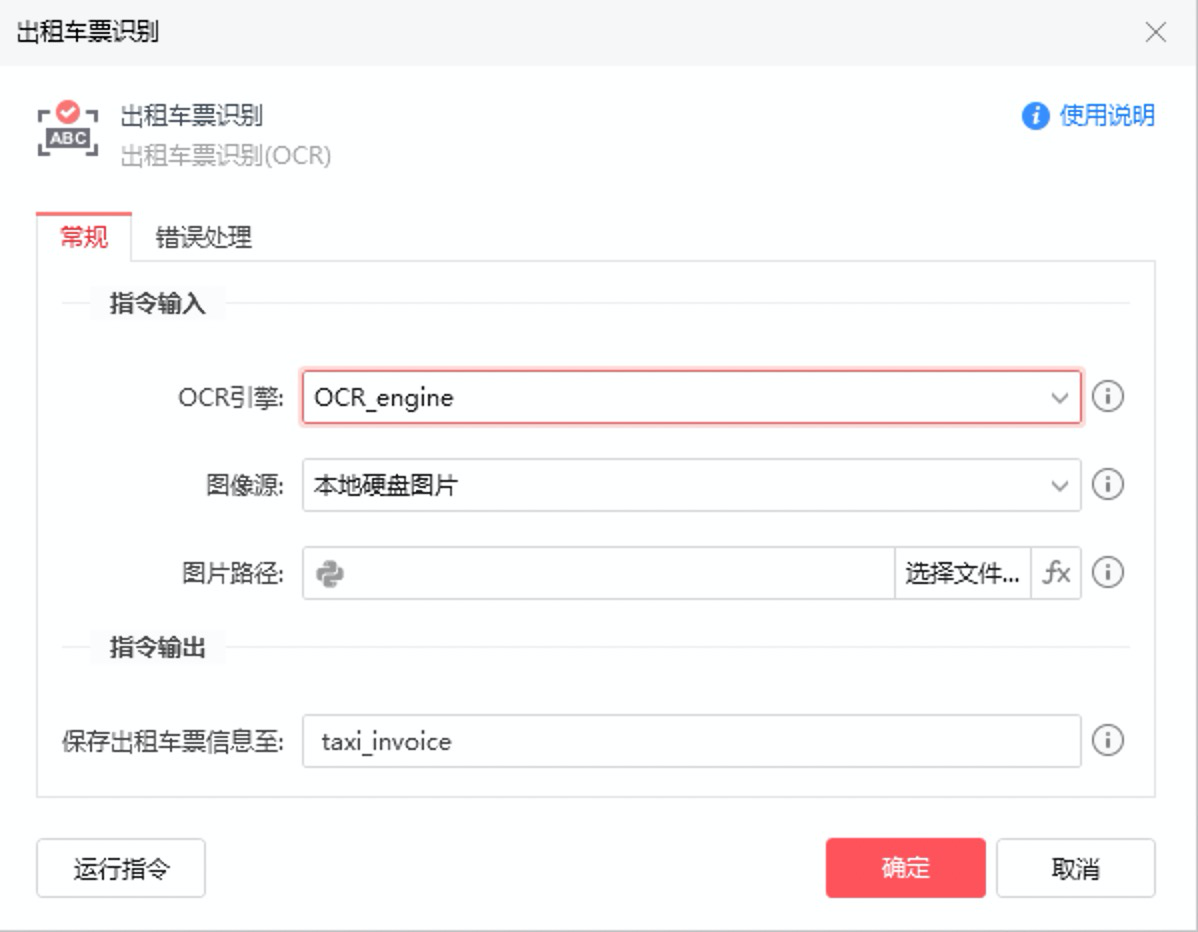 出租车票识别
ABC
出租车票识别
使用说明
出租车票识别(OCR)
常规
错误处理
指令输入
OCR引擎: OCR_engine
图像源: 本地硬盘图片
图片路径: 选择文件... fx
指令输出
保存出租车票信息至: taxi_invoice
运行指令 确定 取消